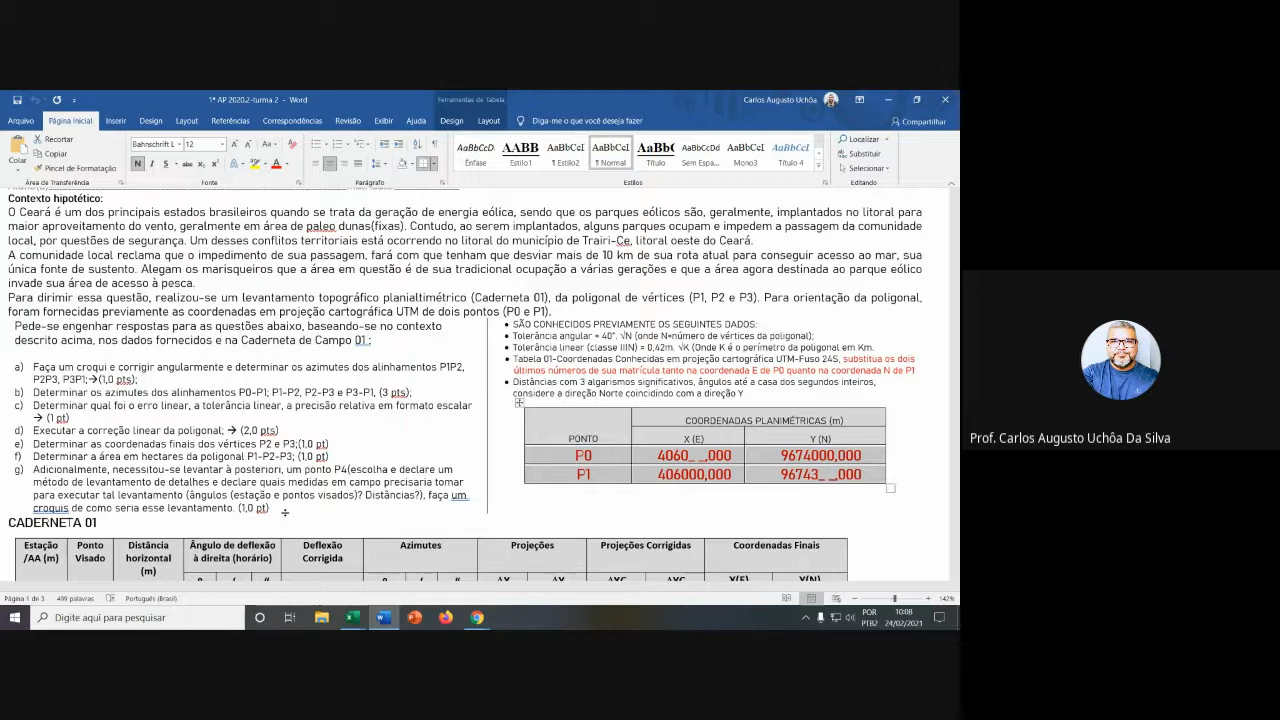 1ª AP 2020.2-turma 2 - Word
Ferramentas de Tabela
Carlos Augusto Uchôa
Arquivo Página Inicial Inserir Design Layout Referências Correspondências Revisão Exibir Ajuda Design Layout Diga-me o que você deseja fazer Compartilhar
Colar
Recortar
Copiar
Pincel de Formatação
Área de Transferência
Bahnschrift L 12
N I S abc
Fonte
Parágrafo
AaBbCcD Ênfase
AABB Estilo1
AaBbCcI ¶ Estilo2
AaBbCcI ¶ Normal
AaBb( Título
AaBbCcDd Sem Espa...
AaBbCcI Mono3
AaBbCcL Título 4
Estilos
Localizar
Substituir
Selecionar
Editando
Contexto hipotético:
O Ceará é um dos principais estados brasileiros quando se trata da geração de energia eólica, sendo que os parques eólicos são, geralmente, implantados no litoral para
maior aproveitamento do vento, geralmente em área de paleo dunas(fixas). Contudo, ao serem implantados, alguns parques ocupam e impedem a passagem da comunidade
local, por questões de segurança. Um desses conflitos territoriais está ocorrendo no litoral do município de Trairi-Ce, litoral oeste do Ceará.
A comunidade local reclama que o impedimento de sua passagem, fará com que tenham que desviar mais de 10 km de sua rota atual para conseguir acesso ao mar, sua
única fonte de sustento. Alegam os marisqueiros que a área em questão é de sua tradicional ocupação a várias gerações e que a área agora destinada ao parque eólico
invade sua área de acesso à pesca.
Para dirimir essa questão, realizou-se um levantamento topográfico planialtimétrico (Caderneta 01), da poligonal de vértices (P1, P2 e P3). Para orientação da poligonal,
foram fornecidas previamente as coordenadas em projeção cartográfica UTM de dois pontos (P0 e P1).
Pede-se engenhar respostas para as questões abaixo, baseando-se no contexto
descrito acima, nos dados fornecidos e na Caderneta de Campo 01 :
a) Faça um croqui e corrigir angularmente e determinar os azimutes dos alinhamentos P1P2,
P2P3, P3P1;→(1,0 pts);
b) Determinar os azimutes dos alinhamentos P0-P1; P1-P2, P2-P3 e P3-P1, (3 pts);
c) Determinar qual foi o erro linear, a tolerância linear, a precisão relativa em formato escalar
→ (1 pt)
d) Executar a correção linear da poligonal; → (2,0 pts)
e) Determinar as coordenadas finais dos vértices P2 e P3;(1,0 pt)
f) Determinar a área em hectares da poligonal P1-P2-P3; (1,0 pt)
g) Adicionalmente, necessitou-se levantar à posteriori, um ponto P4(escolha e declare um
método de levantamento de detalhes e declare quais medidas em campo precisaria tomar
para executar tal levantamento (ângulos (estação e pontos visados)? Distâncias?), faça um
croquis de como seria esse levantamento. (1,0 pt)
• SÃO CONHECIDOS PREVIAMENTE OS SEGUINTES DADOS:
• Tolerância angular = 40". √N (onde N=número de vértices da poligonal);
• Tolerância linear (classe IIIN) = 0,42m. √K (Onde K é o perímetro da poligonal em Km.
• Tabela 01-Coordenadas Conhecidas em projeção cartográfica UTM-Fuso 24S, substitua os dois
últimos números de sua matrícula tanto na coordenada E de P0 quanto na coordenada N de P1
• Distâncias com 3 algarismos significativos, ângulos até a casa dos segundos inteiros,
considere a direção Norte coincidindo com a direção Y
PONTO COORDENADAS PLANIMÉTRICAS (m)
X (E) Y (N)
P0 4060_ _,000 9674000,000
P1 406000,000 96743_ _,000
CADERNETA 01
Estação /AA (m) Ponto Visado Distância horizontal (m) Ângulo de deflexão à direita (horário) Deflexão Corrigida Azimutes Projeções Projeções Corrigidas Coordenadas Finais
Página 1 de 3 499 palavras Português (Brasil) 142%
Digite aqui para pesquisar
POR
PTB2
10:08
24/02/2021
Prof. Carlos Augusto Uchôa Da Silva